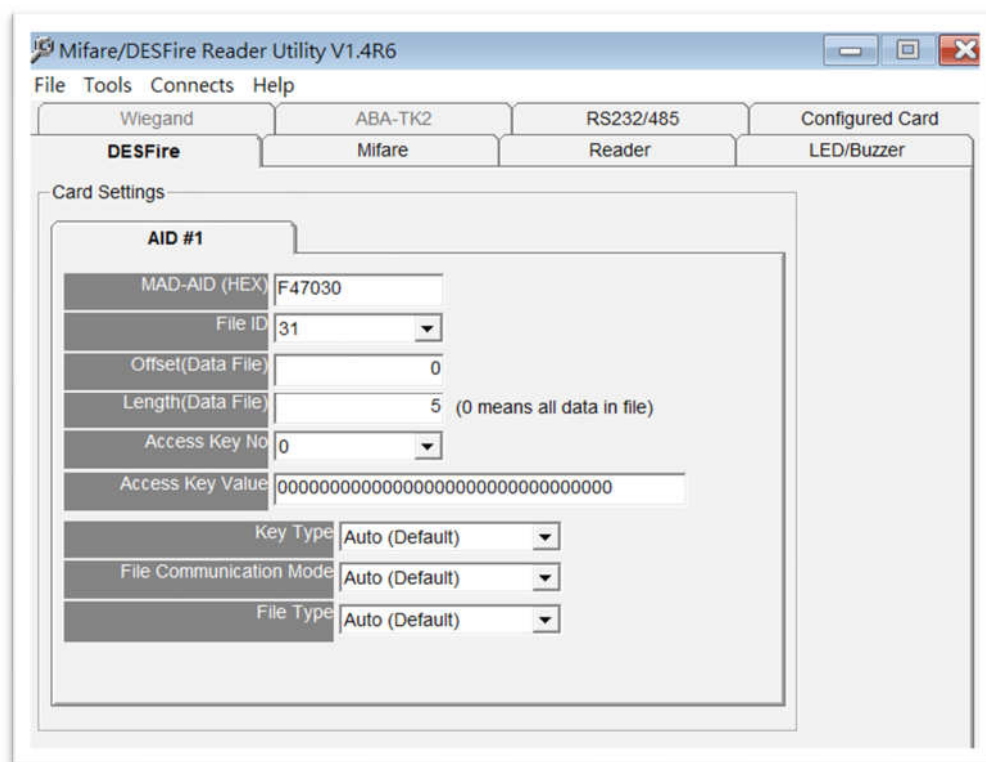 Mifare/DESFire Reader Utility V1.4R6
File Tools Connects Help
Wiegand ABA-TK2 RS232/485 Configured Card
DESFire Mifare Reader LED/Buzzer
Card Settings
AID #1
MAD-AID (HEX) F47030
File ID 31
Offset(Data File) 0
Length(Data File) 5 (0 means all data in file)
Access Key No 0
Access Key Value 00000000000000000000000000000000
Key Type Auto (Default)
File Communication Mode Auto (Default)
File Type Auto (Default)